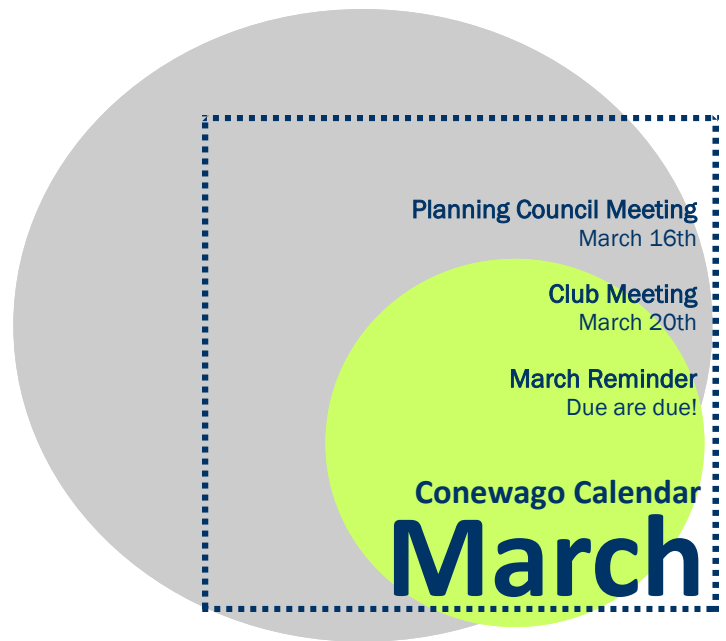 Planning Council Meeting
March 16th
Club Meeting
March 20th
March Reminder
Due are due!
Conewago Calendar
March